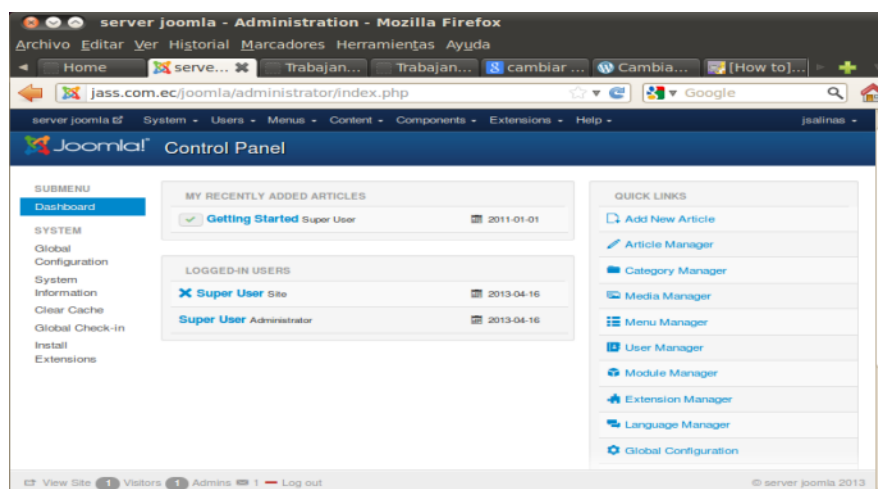 server joomla - Administration - Mozilla Firefox
Archivo Editar Ver Historial Marcadores Herramientas Ayuda
Home serve... Trabajan... Trabajan... cambiar ... Cambia... [How to]...
jass.com.ec/joomla/administrator/index.php Google
server joomla System Users Menus Content Components Extensions Help jsalinas
Joomla!™ Control Panel
SUBMENU
Dashboard
SYSTEM
Global
Configuration
System
Information
Clear Cache
Global Check-in
Install
Extensions
MY RECENTLY ADDED ARTICLES
Getting Started Super User 2011-01-01
LOGGED-IN USERS
Super User Site 2013-04-16
Super User Administrator 2013-04-16
QUICK LINKS
Add New Article
Article Manager
Category Manager
Media Manager
Menu Manager
User Manager
Module Manager
Extension Manager
Language Manager
Global Configuration
View Site 1 Visitors 1 Admins 1 Log out © server joomla 2013